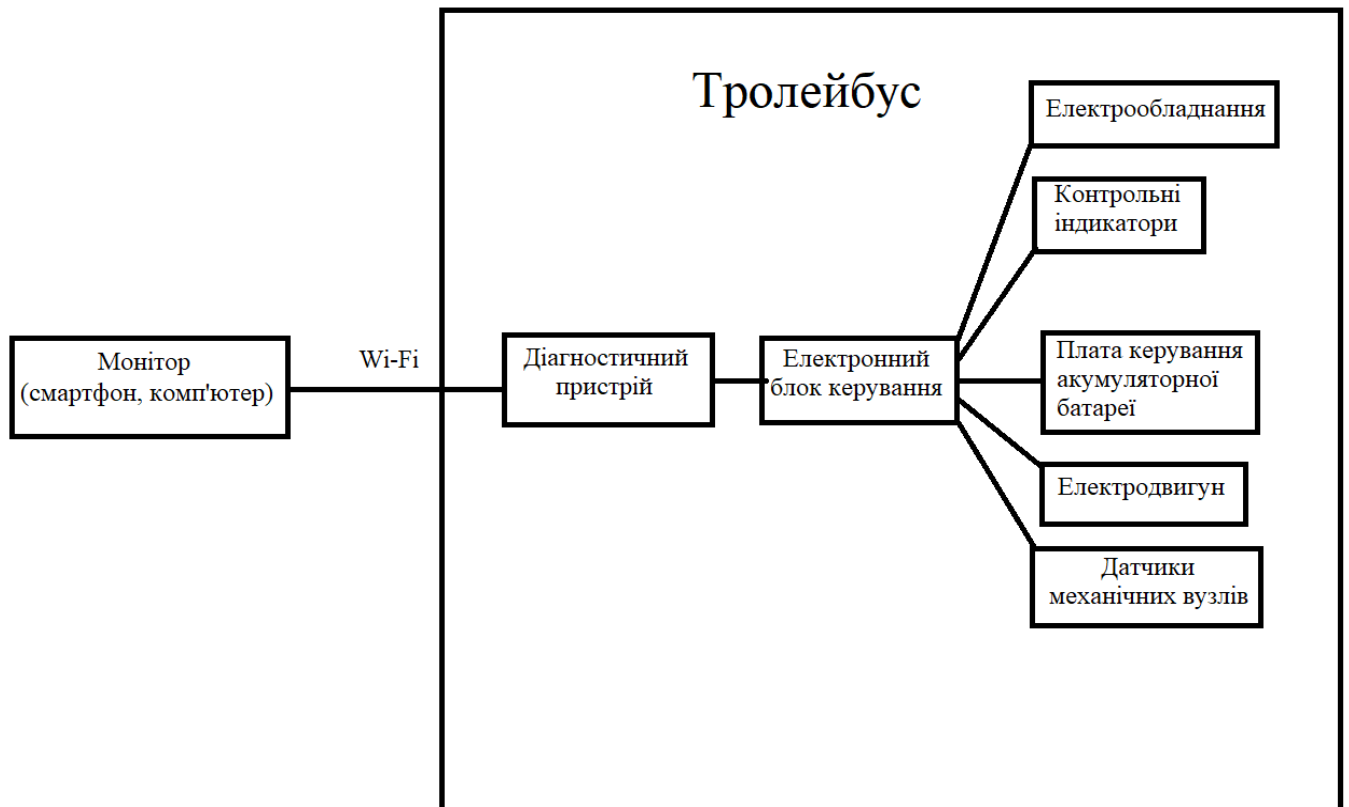 Тролейбус
Електрообладнання
Контрольні
індикатори
Монітор
(смартфон, комп'ютер)
Wi-Fi
Діагностичний
пристрій
Електронний
блок керування
Плата керування
акумуляторної
батареї
Електродвигун
Датчики
механічних вузлів